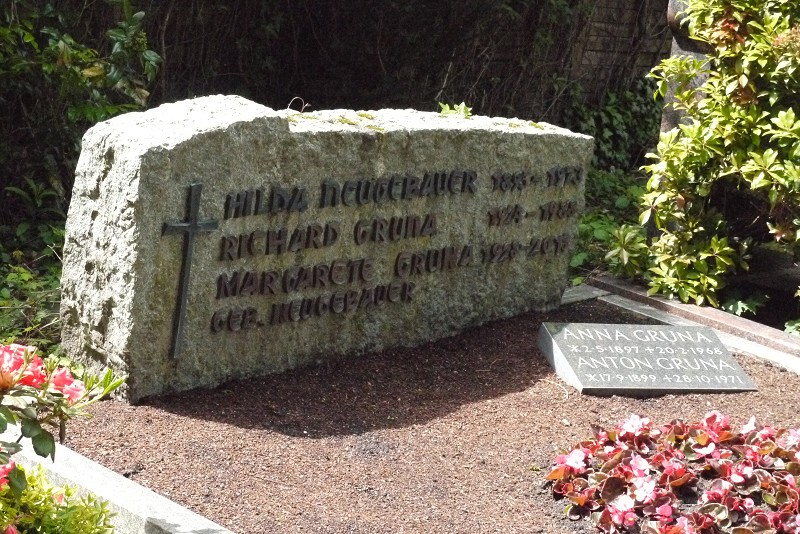 HILDA NEUGEBAUER
RICHARD GRUNA
MARGARETE GRUNA
GEB. NEUGEBAUER
ANNA GRUNA
*2·5·1897 +20·2·1968
ANTON GRUNA
*17·9·1899 +28·10·1971